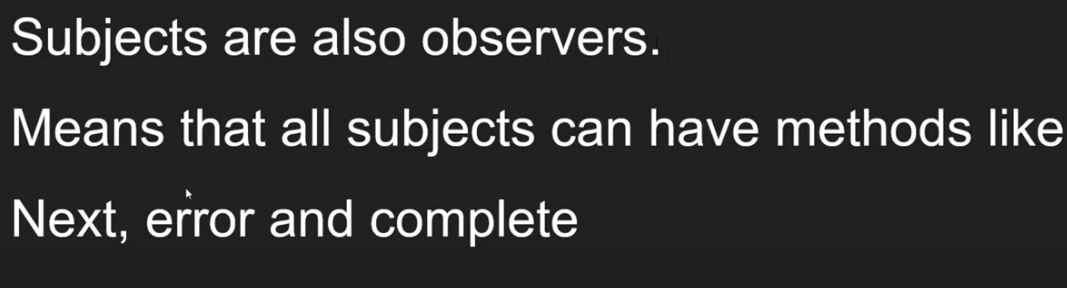 Subjects are also observers.
Means that all subjects can have methods like
Next, error and complete